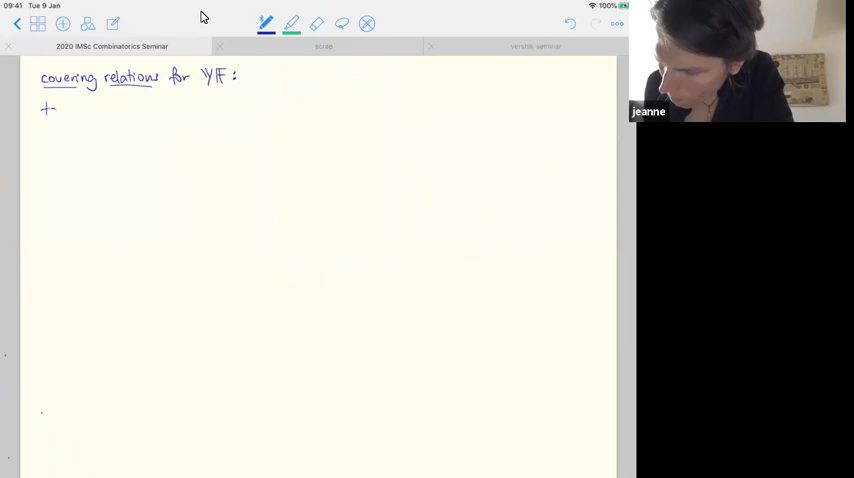 09:41 Tue 9 Jan
100%
2020 IMSc Combinatorics Seminar
scrap
vershik seminar
covering relations for 𝕐𝔽:
+
jeanne